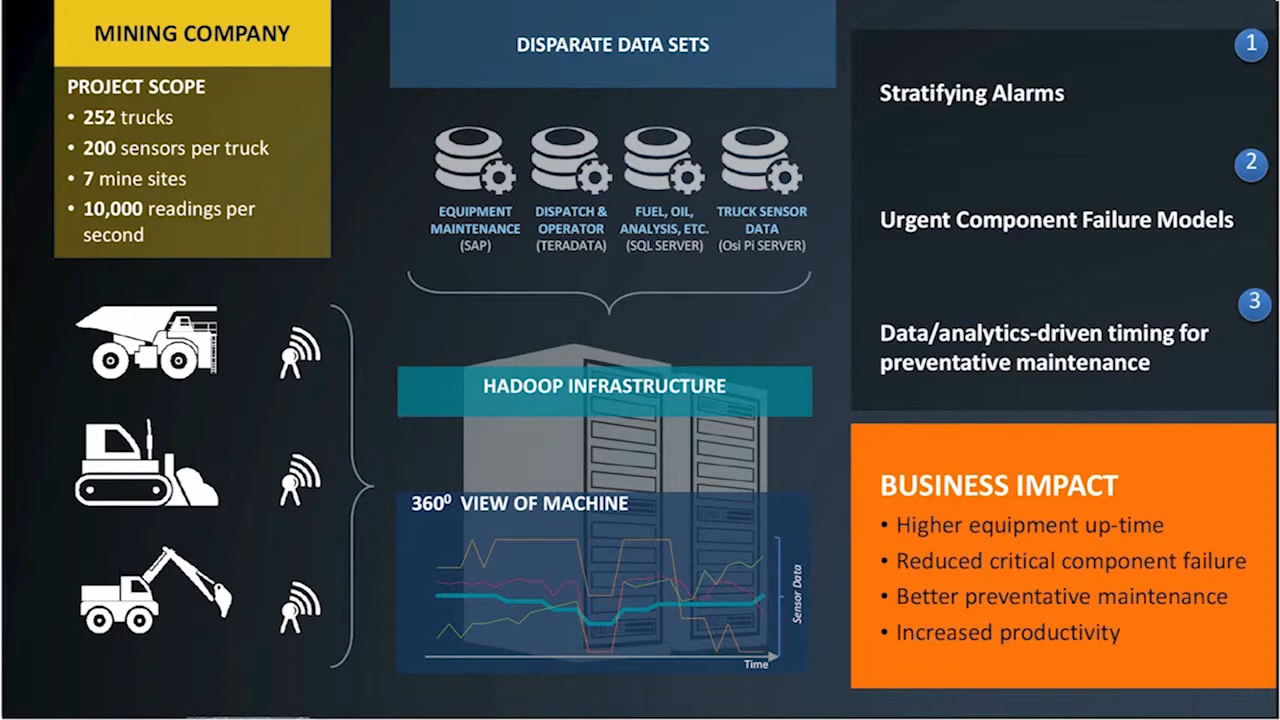 MINING COMPANY
PROJECT SCOPE
• 252 trucks
• 200 sensors per truck
• 7 mine sites
• 10,000 readings per
second
DISPARATE DATA SETS
EQUIPMENT
MAINTENANCE
(SAP)
DISPATCH &
OPERATOR
(TERADATA)
FUEL, OIL,
ANALYSIS, ETC.
(SQL SERVER)
TRUCK SENSOR
DATA
(Osi Pi SERVER)
HADOOP INFRASTRUCTURE
360⁰ VIEW OF MACHINE
Sensor Data
Time
1
Stratifying Alarms
2
Urgent Component Failure Models
3
Data/analytics-driven timing for
preventative maintenance
BUSINESS IMPACT
• Higher equipment up-time
• Reduced critical component failure
• Better preventative maintenance
• Increased productivity